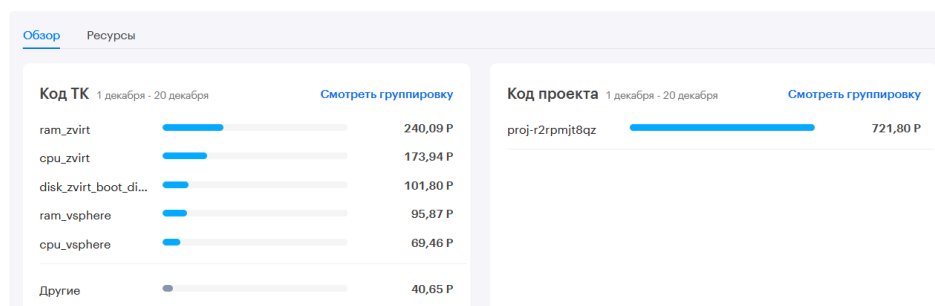 Обзор Ресурсы
Код ТК 1 декабря - 20 декабря Смотреть группировку
ram_zvirt 240,09 Р
cpu_zvirt 173,94 Р
disk_zvirt_boot_di... 101,80 Р
ram_vsphere 95,87 Р
cpu_vsphere 69,46 Р
Другие 40,65 Р
Код проекта 1 декабря - 20 декабря Смотреть группировку
proj-r2rpmjt8qz 721,80 Р